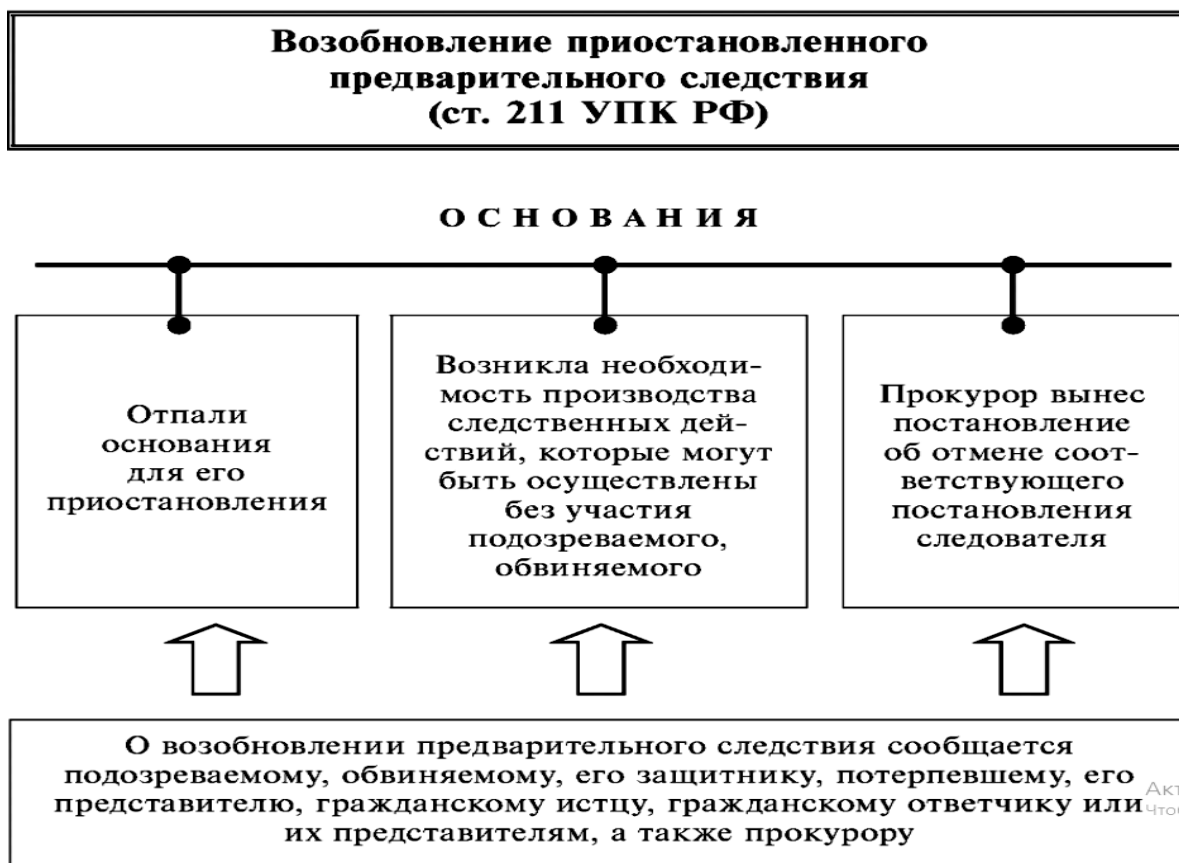 Возобновление приостановленного
предварительного следствия
(ст. 211 УПК РФ)
ОСНОВАНИЯ
Отпали
основания
для его
приостановления
Возникла необходи-
мость производства
следственных дей-
ствий, которые могут
быть осуществлены
без участия
подозреваемого,
обвиняемого
Прокурор вынес
постановление
об отмене соот-
ветствующего
постановления
следователя
О возобновлении предварительного следствия сообщается
подозреваемому, обвиняемому, его защитнику, потерпевшему, его
представителю, гражданскому истцу, гражданскому ответчику или
их представителям, а также прокурору
Акт
Что